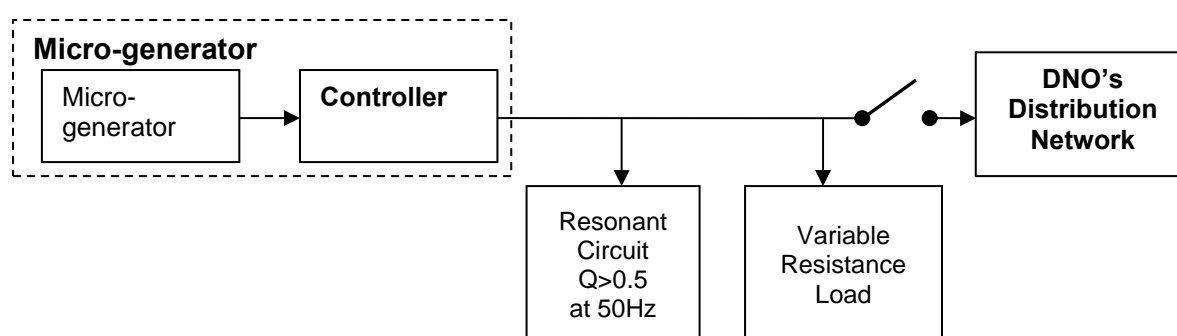 Micro-generator
Micro-
generator
Controller
DNO's
Distribution
Network
Resonant
Circuit
Q>0.5
at 50Hz
Variable
Resistance
Load